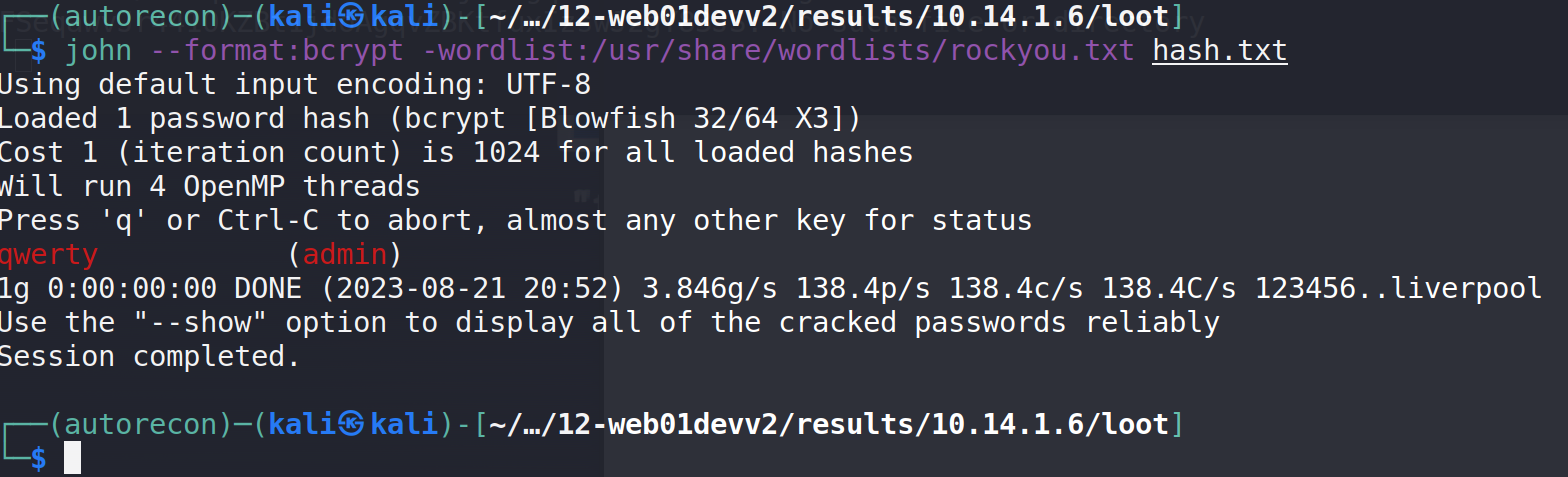 ┌──(autorecon)─(kali㉿kali)-[~/…/12-web01devv2/results/10.14.1.6/loot]
└─$ john --format:bcrypt -wordlist:/usr/share/wordlists/rockyou.txt hash.txt
Using default input encoding: UTF-8
Loaded 1 password hash (bcrypt [Blowfish 32/64 X3])
Cost 1 (iteration count) is 1024 for all loaded hashes
Will run 4 OpenMP threads
Press 'q' or Ctrl-C to abort, almost any other key for status
qwerty           (admin)
1g 0:00:00:00 DONE (2023-08-21 20:52) 3.846g/s 138.4p/s 138.4c/s 138.4C/s 123456..liverpool
Use the "--show" option to display all of the cracked passwords reliably
Session completed.
┌──(autorecon)─(kali㉿kali)-[~/…/12-web01devv2/results/10.14.1.6/loot]
└─$